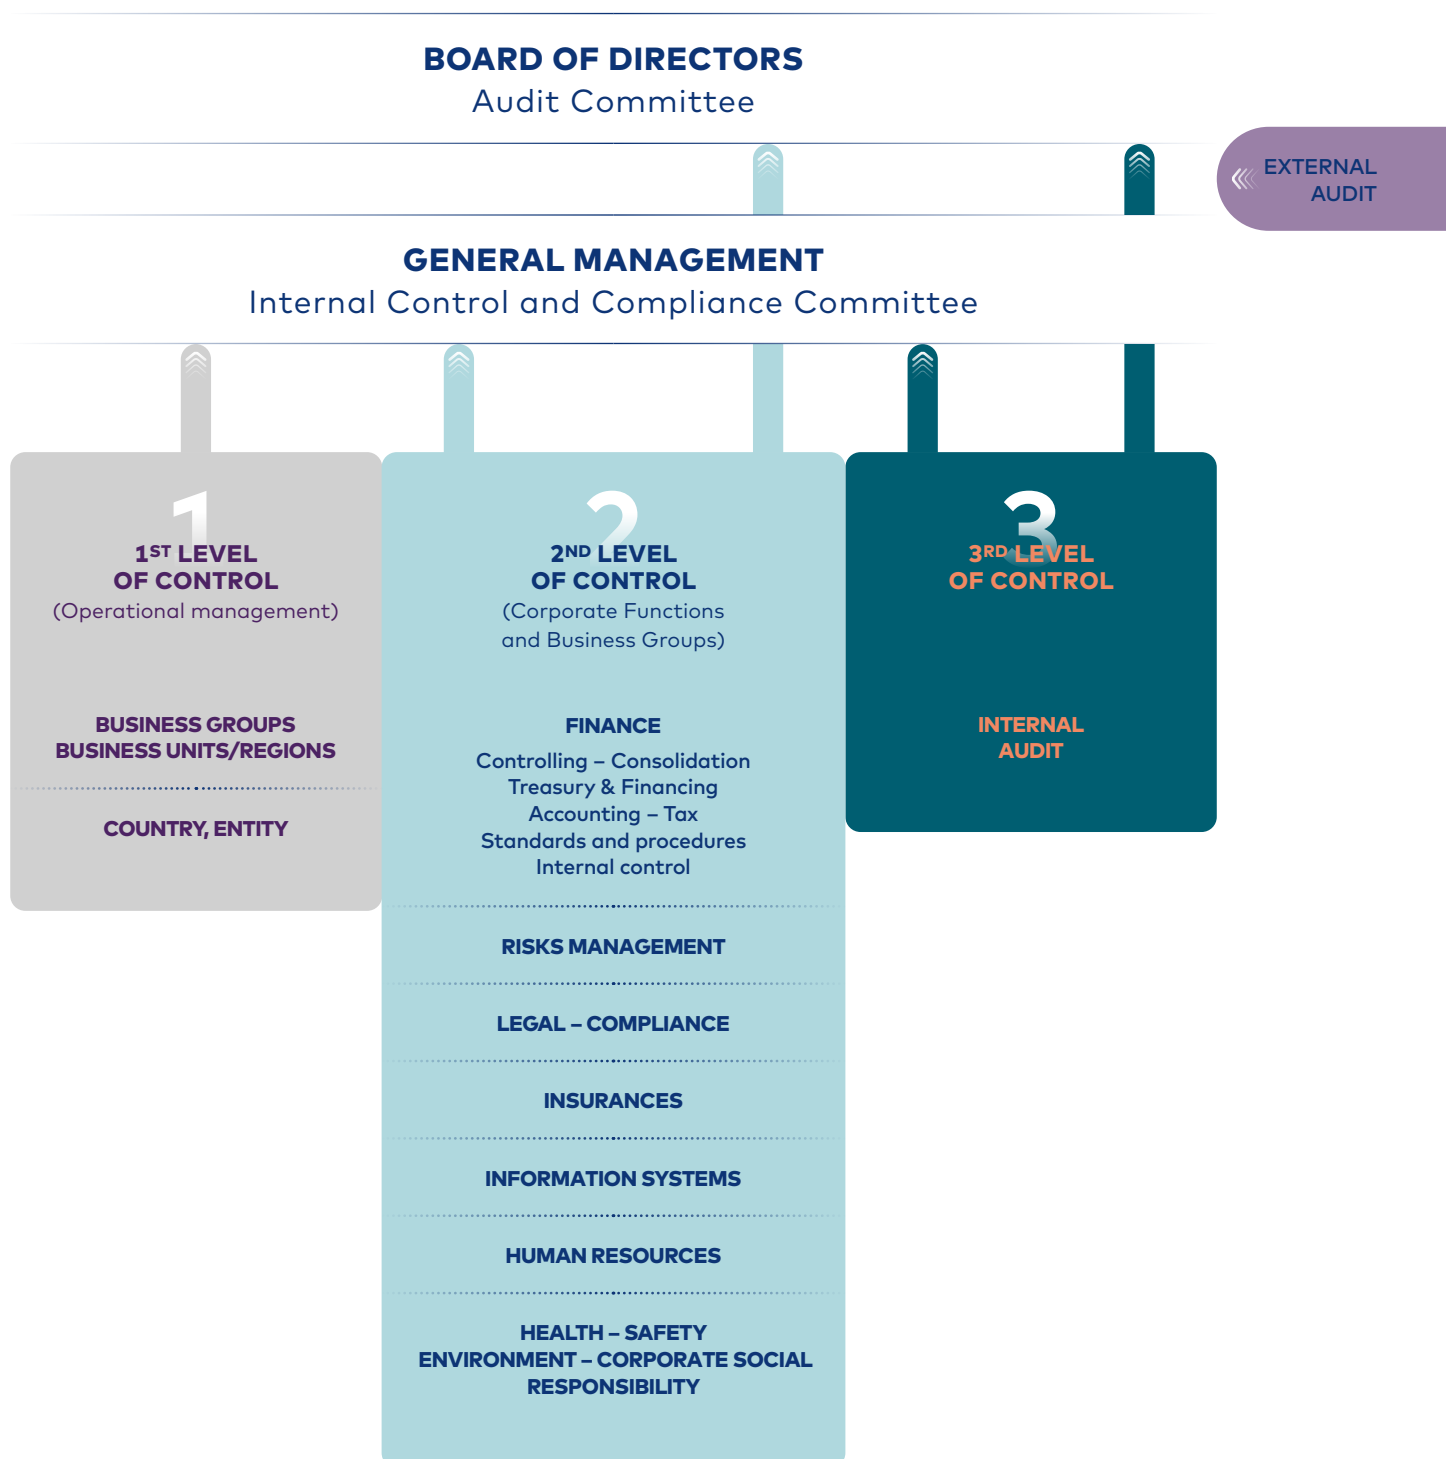 BOARD OF DIRECTORS
Audit Committee
EXTERNAL
AUDIT
GENERAL MANAGEMENT
Internal Control and Compliance Committee
1
1ST LEVEL
OF CONTROL
(Operational management)
BUSINESS GROUPS
BUSINESS UNITS/REGIONS
COUNTRY, ENTITY
2
2ND LEVEL
OF CONTROL
(Corporate Functions
and Business Groups)
FINANCE
Controlling – Consolidation
Treasury & Financing
Accounting – Tax
Standards and procedures
Internal control
RISKS MANAGEMENT
LEGAL – COMPLIANCE
INSURANCES
INFORMATION SYSTEMS
HUMAN RESOURCES
HEALTH – SAFETY
ENVIRONMENT – CORPORATE SOCIAL
RESPONSIBILITY
3
3RD LEVEL
OF CONTROL
INTERNAL
AUDIT